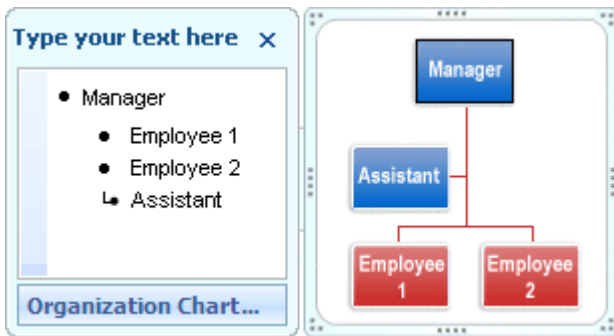 Type your text here
Manager
Employee 1
Employee 2
Assistant
Organization Chart...
Manager
Assistant
Employee
1
Employee
2